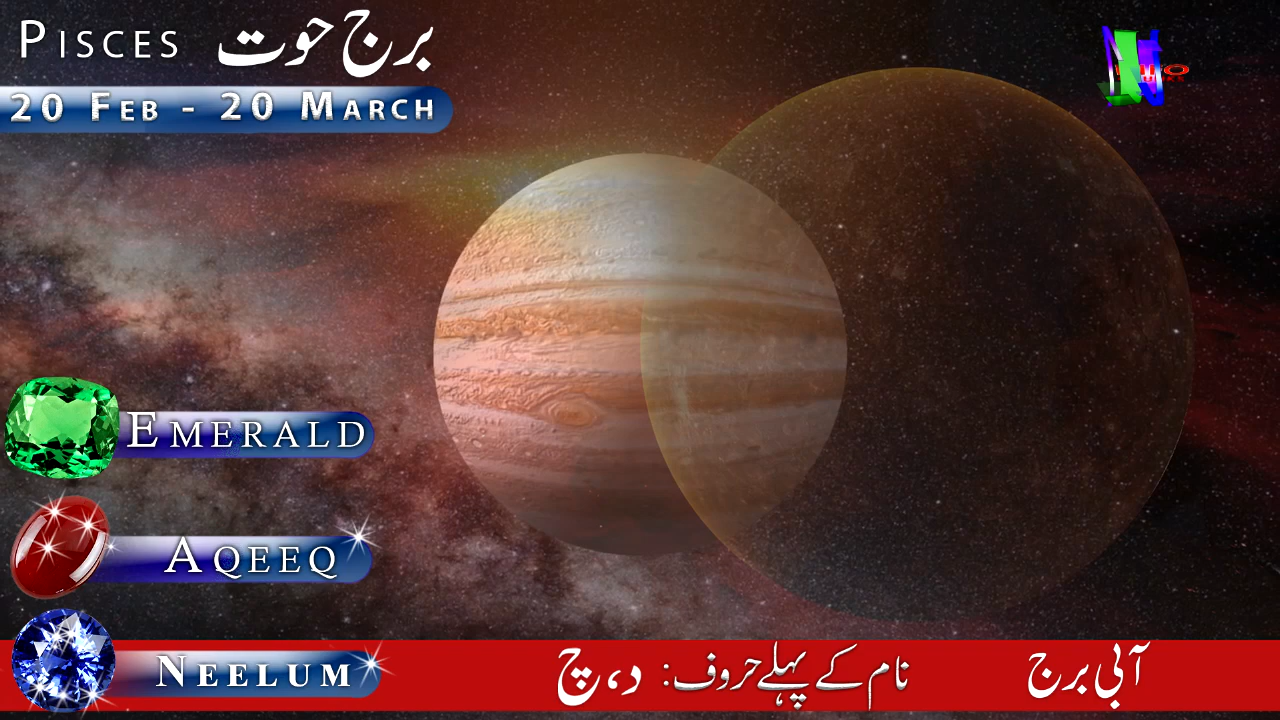 Pisces برج حوت
20 Feb - 20 March
Emerald
Aqeeq
Neelum
آبی برج
نام کے پہلے حروف: د، چ